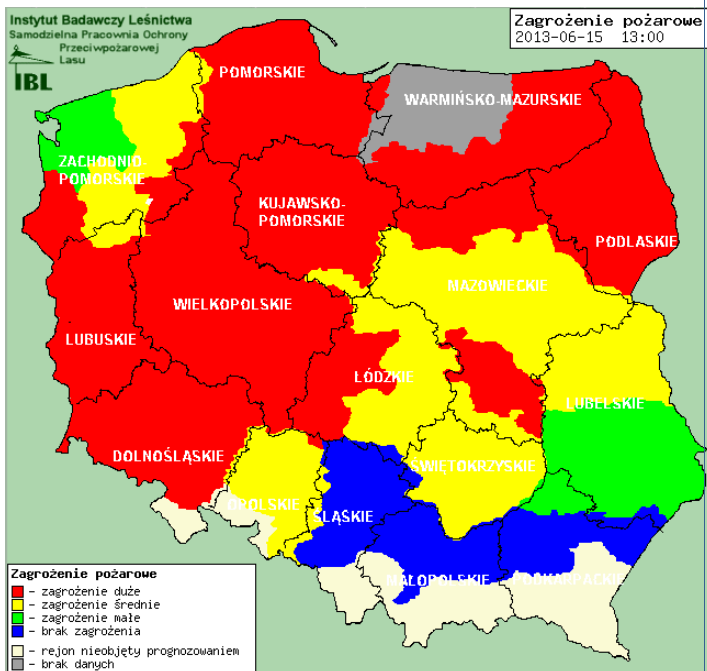 Instytut Badawczy Leśnictwa
Samodzielna Pracownia Ochrony
Przeciwpożarowej
Lasu
IBL
Zagrożenie pożarowe
2013-06-15 13:00
POMORSKIE
WARMIŃSKO-MAZURSKIE
ZACHODNIO-
POMORSKIE
KUJAWSKO-
POMORSKIE
PODLASKIE
MAZOWIECKIE
WIELKOPOLSKIE
LUBUSKIE
ŁÓDZKIE
LUBELSKIE
DOLNOŚLĄSKIE
ŚWIĘTOKRZYSKIE
OPOLSKIE
ŚLĄSKIE
MAŁOPOLSKIE
PODKARPACKIE
Zagrożenie pożarowe
- zagrożenie duże
- zagrożenie średnie
- zagrożenie małe
- brak zagrożenia
- rejon nieobjęty prognozowaniem
- brak danych